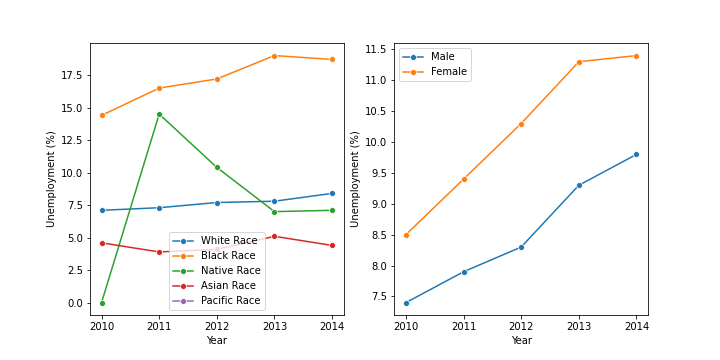 17.5
15.0
12.5
10.0
7.5
5.0
2.5
0.0
Unemployment (%)
2010 2011 2012 2013 2014
Year
White Race
Black Race
Native Race
Asian Race
Pacific Race
11.5
11.0
10.5
10.0
9.5
9.0
8.5
8.0
7.5
Unemployment (%)
2010 2011 2012 2013 2014
Year
Male
Female